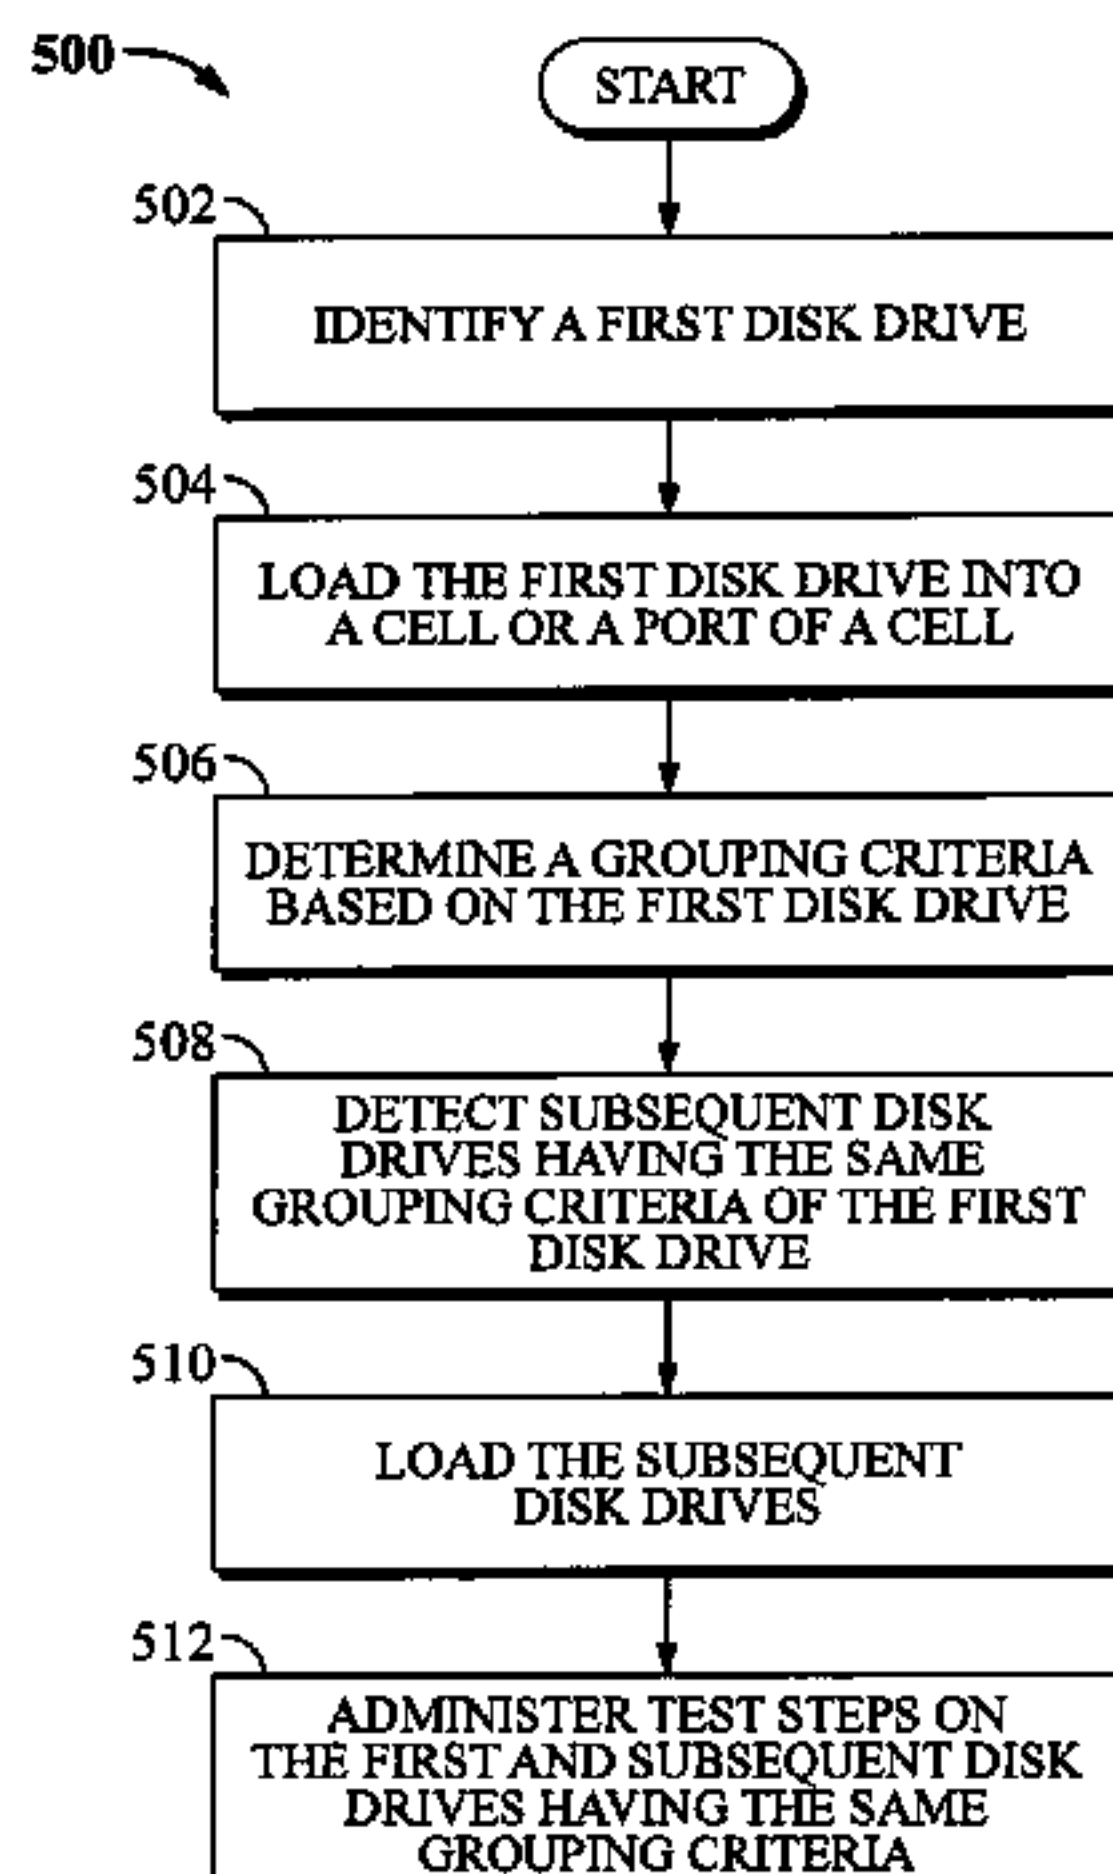 500
START
502
IDENTIFY A FIRST DISK DRIVE
504
LOAD THE FIRST DISK DRIVE INTO
A CELL OR A PORT OF A CELL
506
DETERMINE A GROUPING CRITERIA
BASED ON THE FIRST DISK DRIVE
508
DETECT SUBSEQUENT DISK
DRIVES HAVING THE SAME
GROUPING CRITERIA OF THE FIRST
DISK DRIVE
510
LOAD THE SUBSEQUENT
DISK DRIVES
512
ADMINISTER TEST STEPS ON
THE FIRST AND SUBSEQUENT DISK
DRIVES HAVING THE SAME
GROUPING CRITERIA